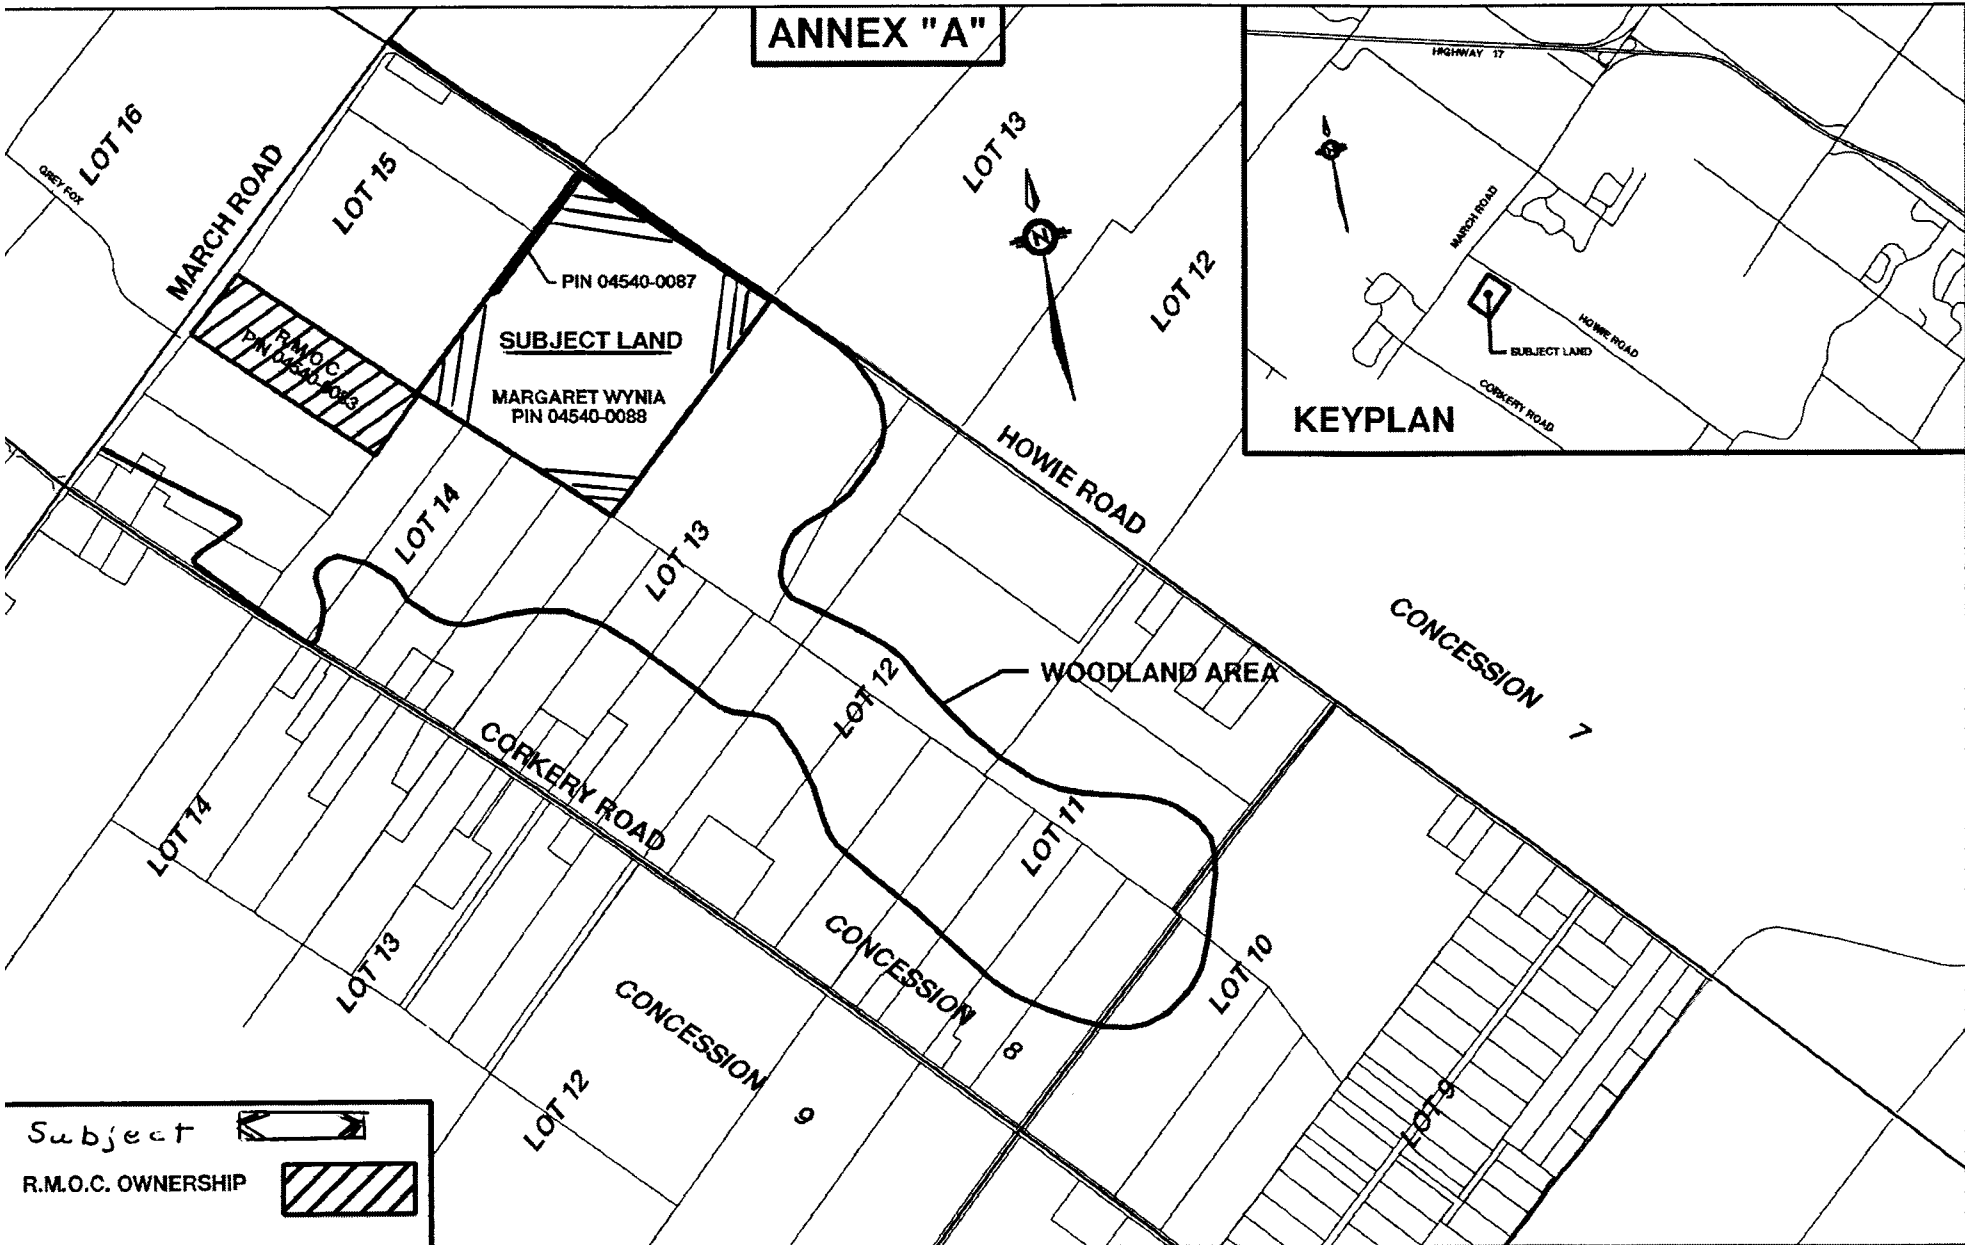 ANNEX "A"
HIGHWAY 17
LOT 16
LOT 13
GREY FOX
MARCH ROAD
LOT 15
N
MARCH ROAD
LOT 12
PIN 04540-0087
SUBJECT LAND
R.M.O.C.
PIN 04540-0083
MARGARET WYNIA
PIN 04540-0088
HOWIE ROAD
SUBJECT LAND
CORKERY ROAD
KEYPLAN
HOWIE ROAD
LOT 14
LOT 13
CONCESSION 7
WOODLAND AREA
LOT 12
CORKERY ROAD
LOT 14
LOT 11
LOT 13
CONCESSION 8
LOT 10
CONCESSION 9
LOT 12
LOT 9
Subject
R.M.O.C. OWNERSHIP